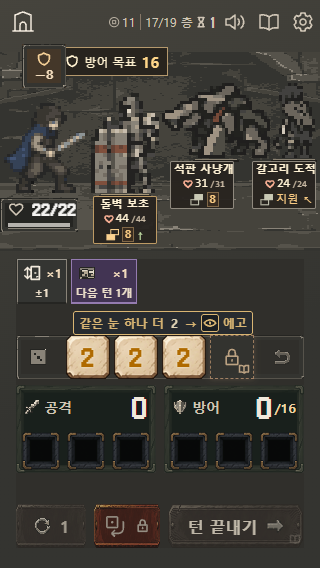 11 | 17/19 층 1
-8
방어 목표 16
22/22
돌벽 보초
44/44
8 ↑
석판 사냥개
31/31
8
갈고리 도적
24/24
지원 ↖
×1
±1
×1
다음 턴 1개
같은 눈 하나 더 2 → 예고
2 2 2
공격 0
방어 0/16
1
턴 끝내기 →